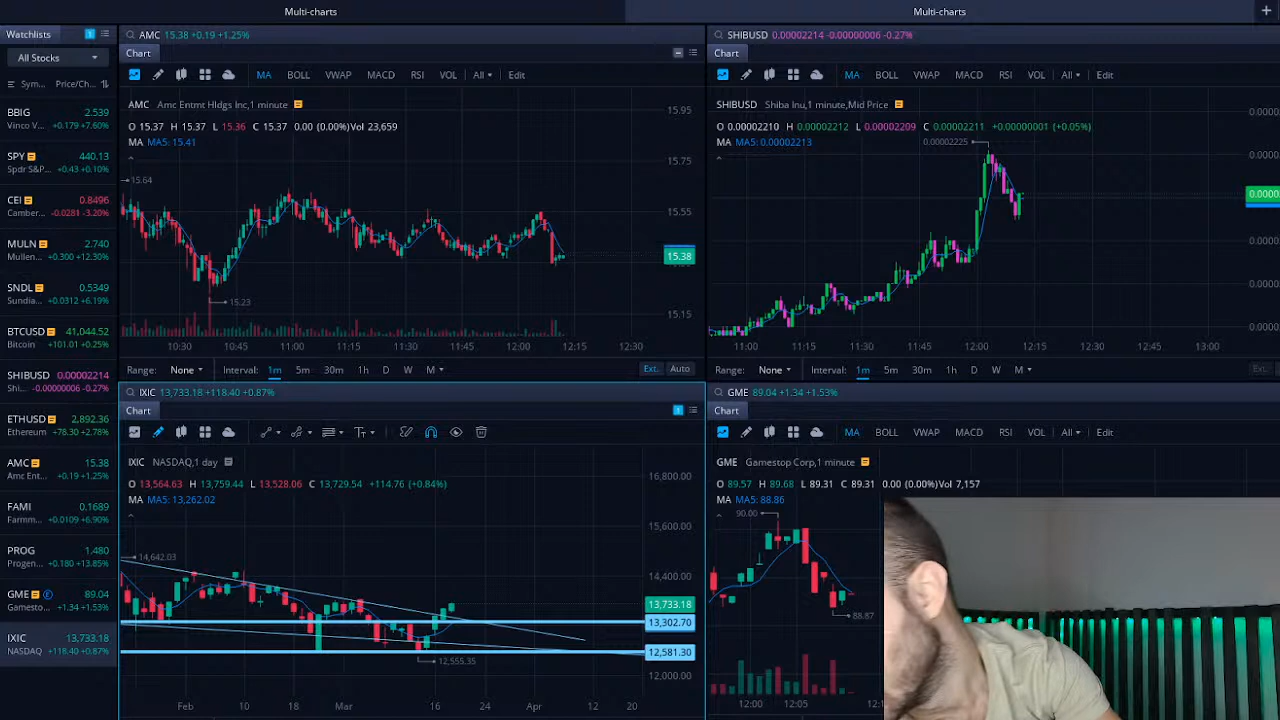 Multi-charts Multi-charts
Watchlists 1
All Stocks
Sym... Price/Ch...
BBIG 2.539
Vinco V... +0.179 +7.60%
SPY 440.13
Spdr S&P... +0.43 +0.10%
CEI 0.8496
Camber... -0.0281 -3.20%
MULN 2.740
Mullen... +0.300 +12.30%
SNDL 0.5349
Sundia... +0.0312 +6.19%
BTCUSD 41,044.52
Bitcoin +101.01 +0.25%
SHIBUSD 0.00002214
Shi... -0.00000006 -0.27%
ETHUSD 2,892.36
Ethereum +78.30 +2.78%
AMC 15.38
Amc Ent... +0.19 +1.25%
FAMI 0.1689
Farmm... +0.0109 +6.90%
PROG 1.480
Progen... +0.180 +13.85%
GME 89.04
Gamesto... +1.34 +1.53%
IXIC 13,733.18
NASDAQ +118.40 +0.87%
AMC 15.38 +0.19 +1.25%
Chart
MA BOLL VWAP MACD RSI VOL All Edit
AMC Amc Entmt Hldgs Inc,1 minute
O 15.37 H 15.37 L 15.36 C 15.37 0.00 (0.00%) Vol 23,659
MA MA5: 15.41
15.95
15.75
15.64
15.55
15.38
15.23
15.15
10:30 10:45 11:00 11:15 11:30 11:45 12:00 12:15 12:30
Range: None Interval: 1m 5m 30m 1h D W M Ext. Auto
SHIBUSD 0.00002214 -0.00000006 -0.27%
Chart
MA BOLL VWAP MACD RSI VOL All Edit
SHIBUSD Shiba Inu,1 minute,Mid Price
O 0.00002210 H 0.00002212 L 0.00002209 C 0.00002211 +0.00000001 (+0.05%)
MA MA5: 0.00002213
0.00002225
11:00 11:15 11:30 11:45 12:00 12:15 12:30 12:45 13:00
Range: None Interval: 1m 5m 30m 1h D W M Ext.
IXIC 13,733.18 +118.40 +0.87%
Chart 1
IXIC NASDAQ,1 day
O 13,564.63 H 13,759.44 L 13,528.06 C 13,729.54 +114.76 (+0.84%)
MA MA5: 13,262.02
16,800.00
15,600.00
14,642.03
14,400.00
13,733.18
13,302.70
12,581.30
12,555.35
12,000.00
Feb 10 18 Mar 16 24 Apr 12 20
GME 89.04 +1.34 +1.53%
Chart
MA BOLL VWAP MACD RSI VOL All Edit
GME Gamestop Corp,1 minute
O 89.57 H 89.68 L 89.31 C 89.31 0.00 (0.00%) Vol 7,157
MA MA5: 88.86
90.00
88.87
12:00 12:05